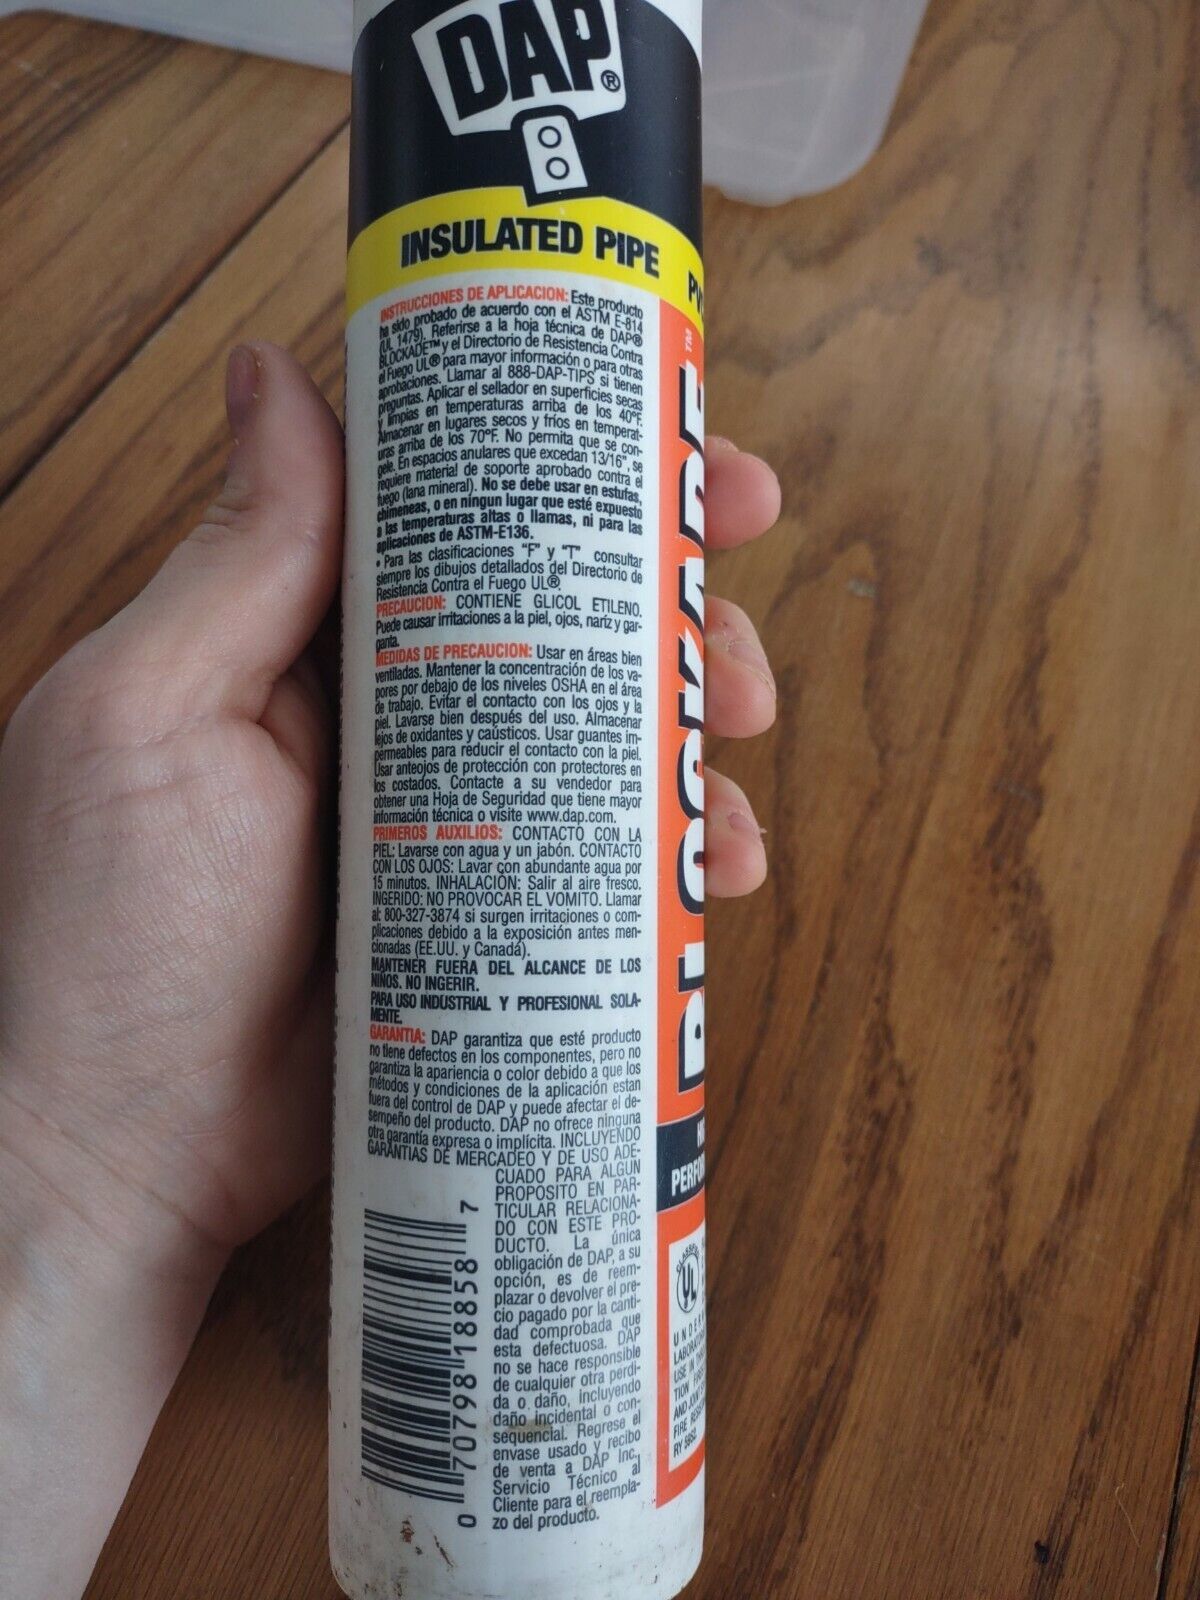 DAP®
INSULATED PIPE
INSTRUCCIONES DE APLICACION: Este producto
ha sido probado de acuerdo con el ASTM E-814
(UL 1479). Referirse a la hoja técnica de DAP®
BLOCKADE™ y el Directorio de Resistencia Contra
el Fuego UL® para mayor información o para otras
aprobaciones. Llamar al 888-DAP-TIPS si tienen
preguntas. Aplicar el sellador en superficies secas
y limpias en temperaturas arriba de los 40°F.
Almacenar en lugares secos y fríos en temperat-
uras arriba de los 70°F. No permita que se con-
gele. En espacios anulares que excedan 13/16", se
requiere material de soporte aprobado contra el
fuego (lana mineral). No se debe usar en estufas,
chimeneas, o en ningun lugar que esté expuesto
a las temperaturas altas o llamas, ni para las
aplicaciones de ASTM-E136.
• Para las clasificaciones "F" y "T" consultar
siempre los dibujos detallados del Directorio de
Resistencia Contra el Fuego UL®.
PRECAUCION: CONTIENE GLICOL ETILENO.
Puede causar irritaciones a la piel, ojos, nariz y gar-
ganta.
MEDIDAS DE PRECAUCION: Usar en áreas bien
ventiladas. Mantener la concentración de los va-
pores por debajo de los niveles OSHA en el área
de trabajo. Evitar el contacto con los ojos y la
piel. Lavarse bien después del uso. Almacenar
lejos de oxidantes y caústicos. Usar guantes im-
permeables para reducir el contacto con la piel.
Usar anteojos de protección con protectores en
los costados. Contacte a su vendedor para
obtener una Hoja de Seguridad que tiene mayor
información técnica o visite www.dap.com.
PRIMEROS AUXILIOS: CONTACTO CON LA
PIEL: Lavarse con agua y un jabón. CONTACTO
CON LOS OJOS: Lavar con abundante agua por
15 minutos. INHALACIÓN: Salir al aire fresco.
INGERIDO: NO PROVOCAR EL VOMITO. Llamar
al: 800-327-3874 si surgen irritaciones o com-
plicaciones debido a la exposición antes men-
cionadas (EE.UU. y Canadá).
MANTENER FUERA DEL ALCANCE DE LOS
NIÑOS. NO INGERIR.
PARA USO INDUSTRIAL Y PROFESIONAL SOLA-
MENTE.
GARANTIA: DAP garantiza que esté producto
no tiene defectos en los componentes, pero no
garantiza la apariencia o color debido a que los
métodos y condiciones de la aplicación estan
fuera del control de DAP y puede afectar el de-
sempeño del producto. DAP no ofrece ninguna
otra garantía expresa o implícita. INCLUYENDO
GARANTIAS DE MERCADEO Y DE USO ADE-
CUADO PARA ALGUN
PROPOSITO EN PAR-
TICULAR RELACIONA-
DO CON ESTE PRO-
DUCTO. La única
obligación de DAP, a su
opción, es de reem-
plazar o devolver el pre-
cio pagado por la canti-
dad comprobada que
esta defectuosa. DAP
no se hace responsible
de cualquier otra perdi-
da o daño, incluyendo
daño incidental o con-
sequencial. Regrese el
envase usado y recibo
de venta a DAP Inc.,
Servicio Técnico al
Cliente para el reempla-
zo del producto.
0 70798 18858 7
BLOCKADE™
UL